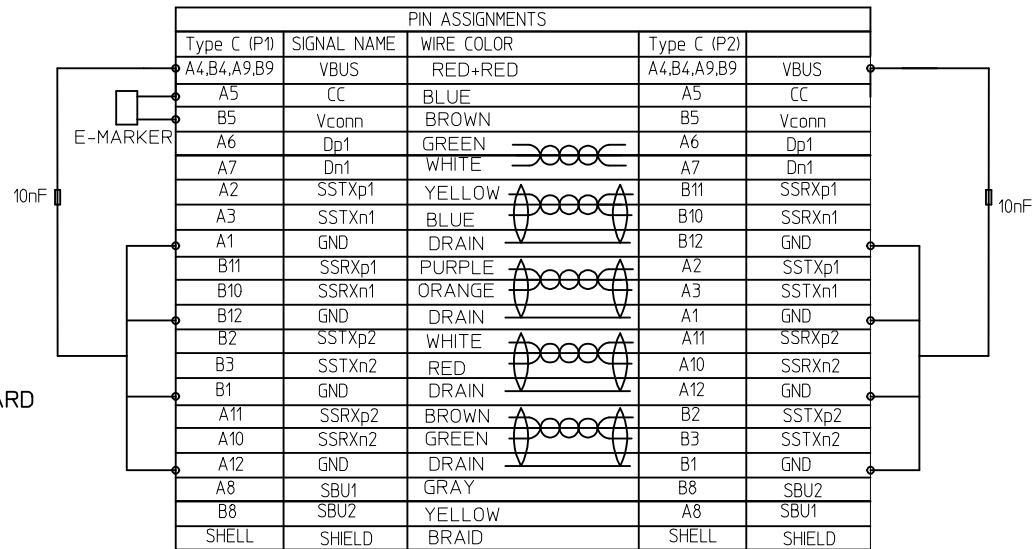 PIN ASSIGNMENTS
Type C (P1) SIGNAL NAME WIRE COLOR Type C (P2)
A4,B4,A9,B9 VBUS RED+RED A4,B4,A9,B9 VBUS
A5 CC BLUE A5 CC
B5 Vconn BROWN B5 Vconn
E-MARKER
A6 Dp1 GREEN A6 Dp1
A7 Dn1 WHITE A7 Dn1
10nF
A2 SSTXp1 YELLOW B11 SSRXp1
10nF
A3 SSTXn1 BLUE B10 SSRXn1
A1 GND DRAIN B12 GND
B11 SSRXp1 PURPLE A2 SSTXp1
B10 SSRXn1 ORANGE A3 SSTXn1
B12 GND DRAIN A1 GND
B2 SSTXp2 WHITE A11 SSRXp2
B3 SSTXn2 RED A10 SSRXn2
B1 GND DRAIN A12 GND
ARD
A11 SSRXp2 BROWN B2 SSTXp2
A10 SSRXn2 GREEN B3 SSTXn2
A12 GND DRAIN B1 GND
A8 SBU1 GRAY B8 SBU2
B8 SBU2 YELLOW A8 SBU1
SHELL SHIELD BRAID SHELL SHIELD